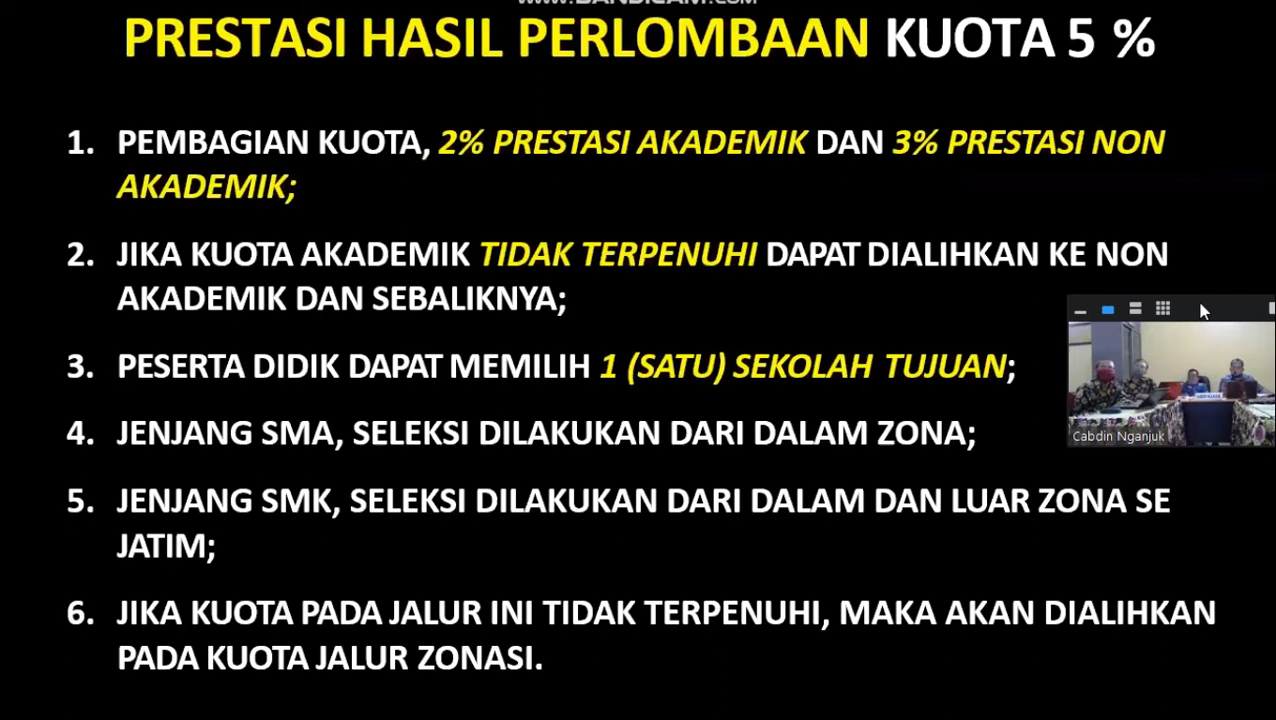 www.BANDICAM.com
PRESTASI HASIL PERLOMBAAN KUOTA 5 %
1. PEMBAGIAN KUOTA, 2% PRESTASI AKADEMIK DAN 3% PRESTASI NON
AKADEMIK;
2. JIKA KUOTA AKADEMIK TIDAK TERPENUHI DAPAT DIALIHKAN KE NON
AKADEMIK DAN SEBALIKNYA;
3. PESERTA DIDIK DAPAT MEMILIH 1 (SATU) SEKOLAH TUJUAN;
4. JENJANG SMA, SELEKSI DILAKUKAN DARI DALAM ZONA;
Cabdin Nganjuk
5. JENJANG SMK, SELEKSI DILAKUKAN DARI DALAM DAN LUAR ZONA SE
JATIM;
6. JIKA KUOTA PADA JALUR INI TIDAK TERPENUHI, MAKA AKAN DIALIHKAN
PADA KUOTA JALUR ZONASI.